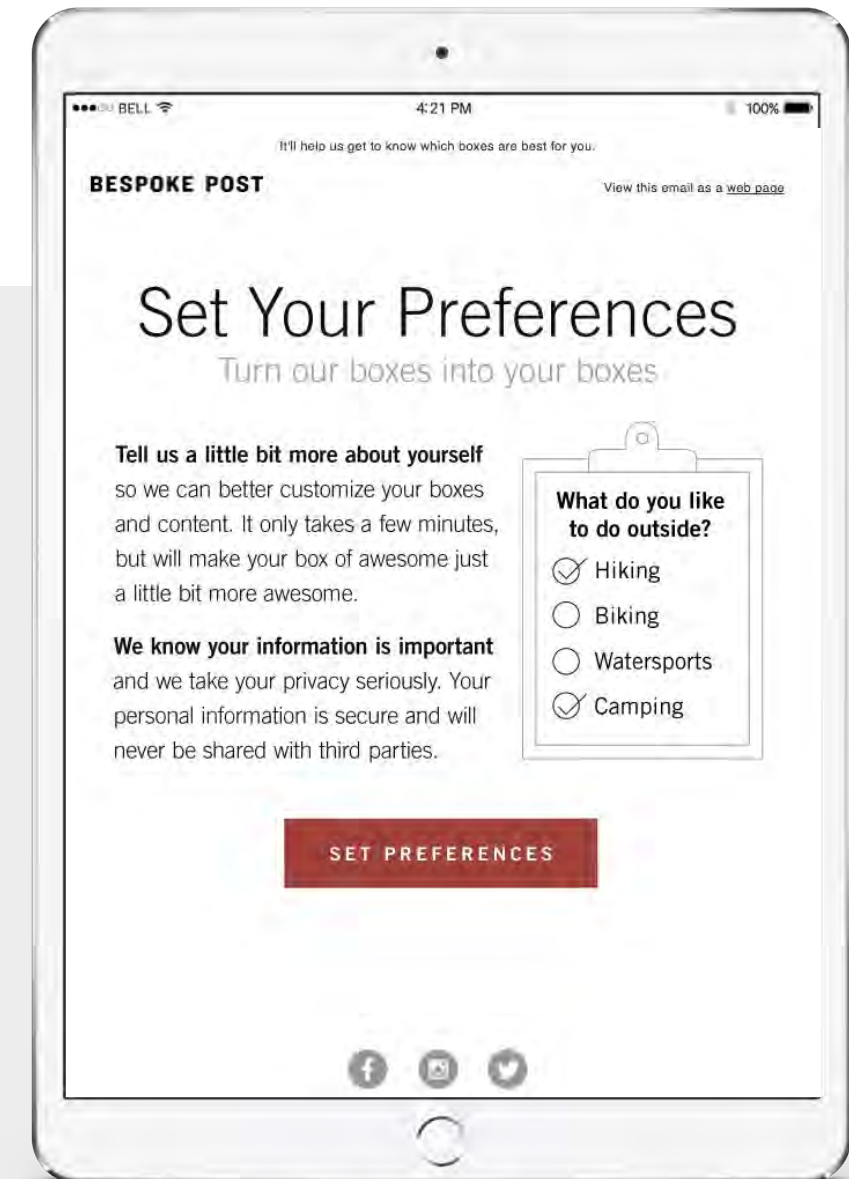 BELL
4:21 PM
100%
It'll help us get to know which boxes are best for you.
BESPOKE POST
View this email as a web page
Set Your Preferences
Turn our boxes into your boxes
Tell us a little bit more about yourself
so we can better customize your boxes
and content. It only takes a few minutes,
but will make your box of awesome just
a little bit more awesome.
We know your information is important
and we take your privacy seriously. Your
personal information is secure and will
never be shared with third parties.
What do you like
to do outside?
Hiking
Biking
Watersports
Camping
SET PREFERENCES